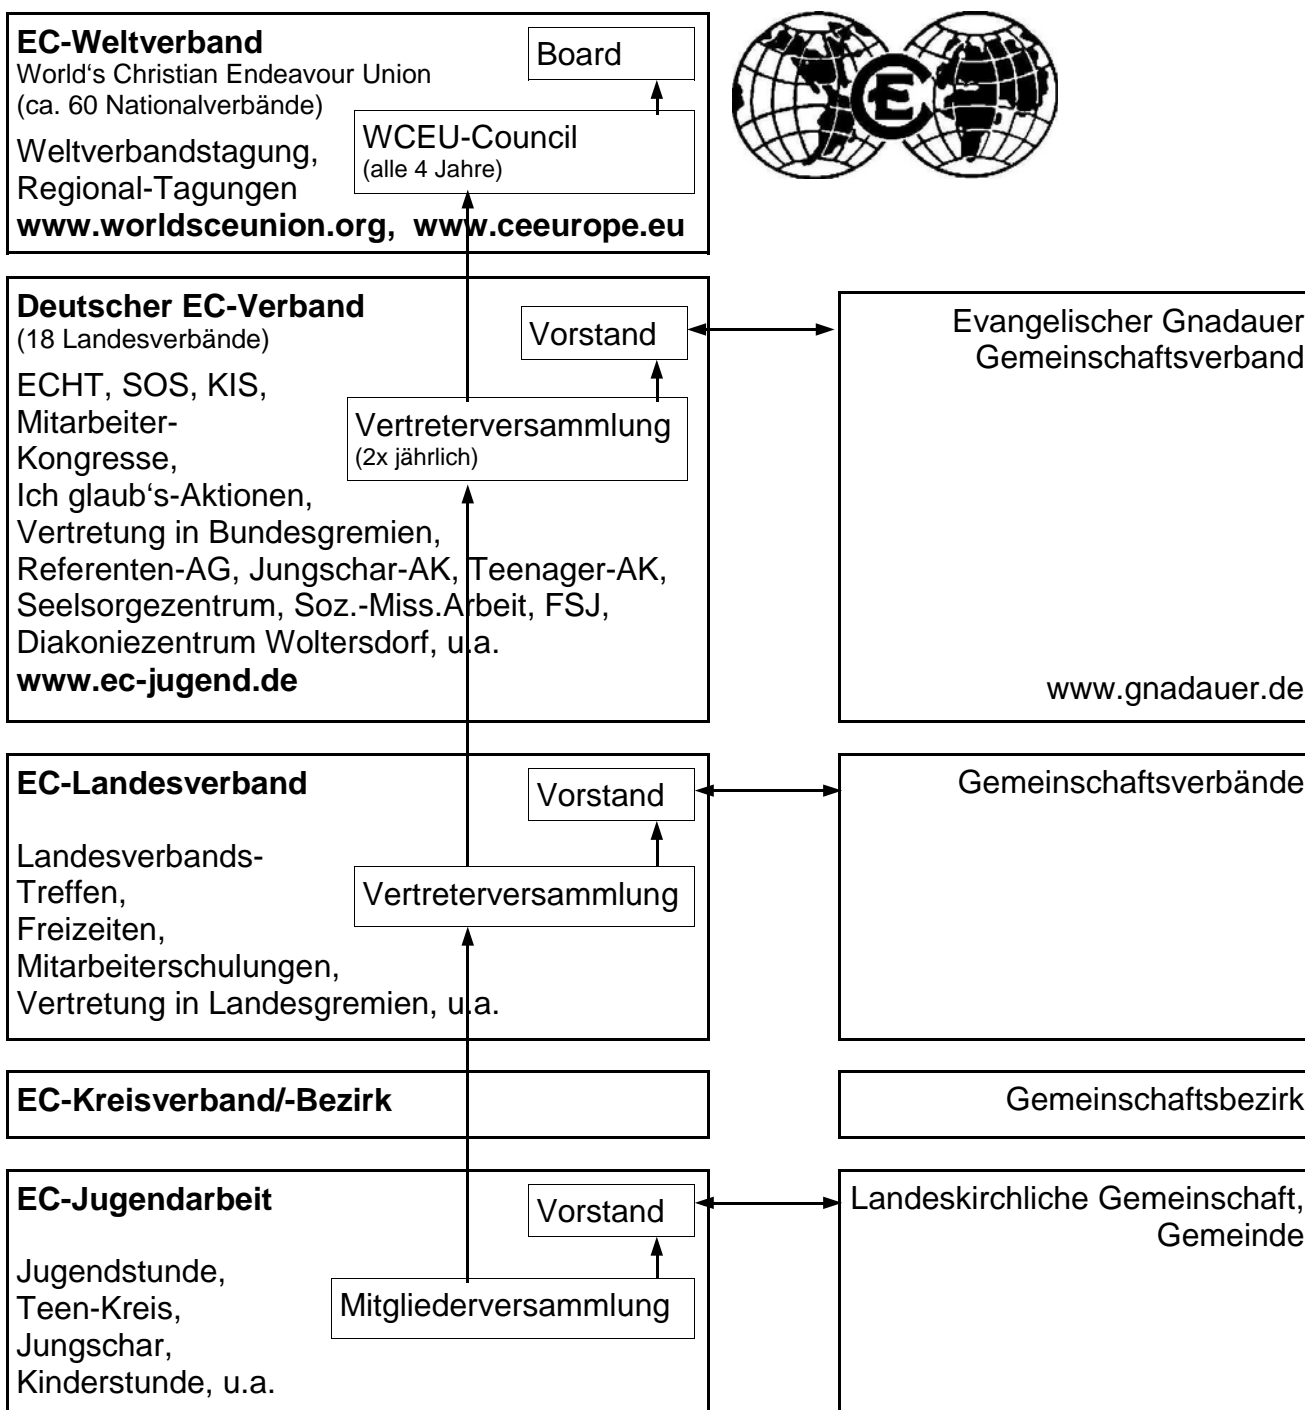 EC-Weltverband
World‘s Christian Endeavour Union
(ca. 60 Nationalverbände)
Weltverbandstagung,
Regional-Tagungen
www.worldsceunion.org, www.ceeurope.eu
Board
WCEU-Council
(alle 4 Jahre)
CE
Deutscher EC-Verband
(18 Landesverbände)
ECHT, SOS, KIS,
Mitarbeiter-
Kongresse,
Ich glaub‘s-Aktionen,
Vertretung in Bundesgremien,
Referenten-AG, Jungschar-AK, Teenager-AK,
Seelsorgezentrum, Soz.-Miss.Arbeit, FSJ,
Diakoniezentrum Woltersdorf, u.a.
www.ec-jugend.de
Vorstand
Vertreterversammlung
(2x jährlich)
Evangelischer Gnadauer
Gemeinschaftsverband
www.gnadauer.de
EC-Landesverband
Landesverbands-
Treffen,
Freizeiten,
Mitarbeiterschulungen,
Vertretung in Landesgremien, u.a.
Vorstand
Vertreterversammlung
Gemeinschaftsverbände
EC-Kreisverband/-Bezirk
Gemeinschaftsbezirk
EC-Jugendarbeit
Jugendstunde,
Teen-Kreis,
Jungschar,
Kinderstunde, u.a.
Vorstand
Mitgliederversammlung
Landeskirchliche Gemeinschaft,
Gemeinde